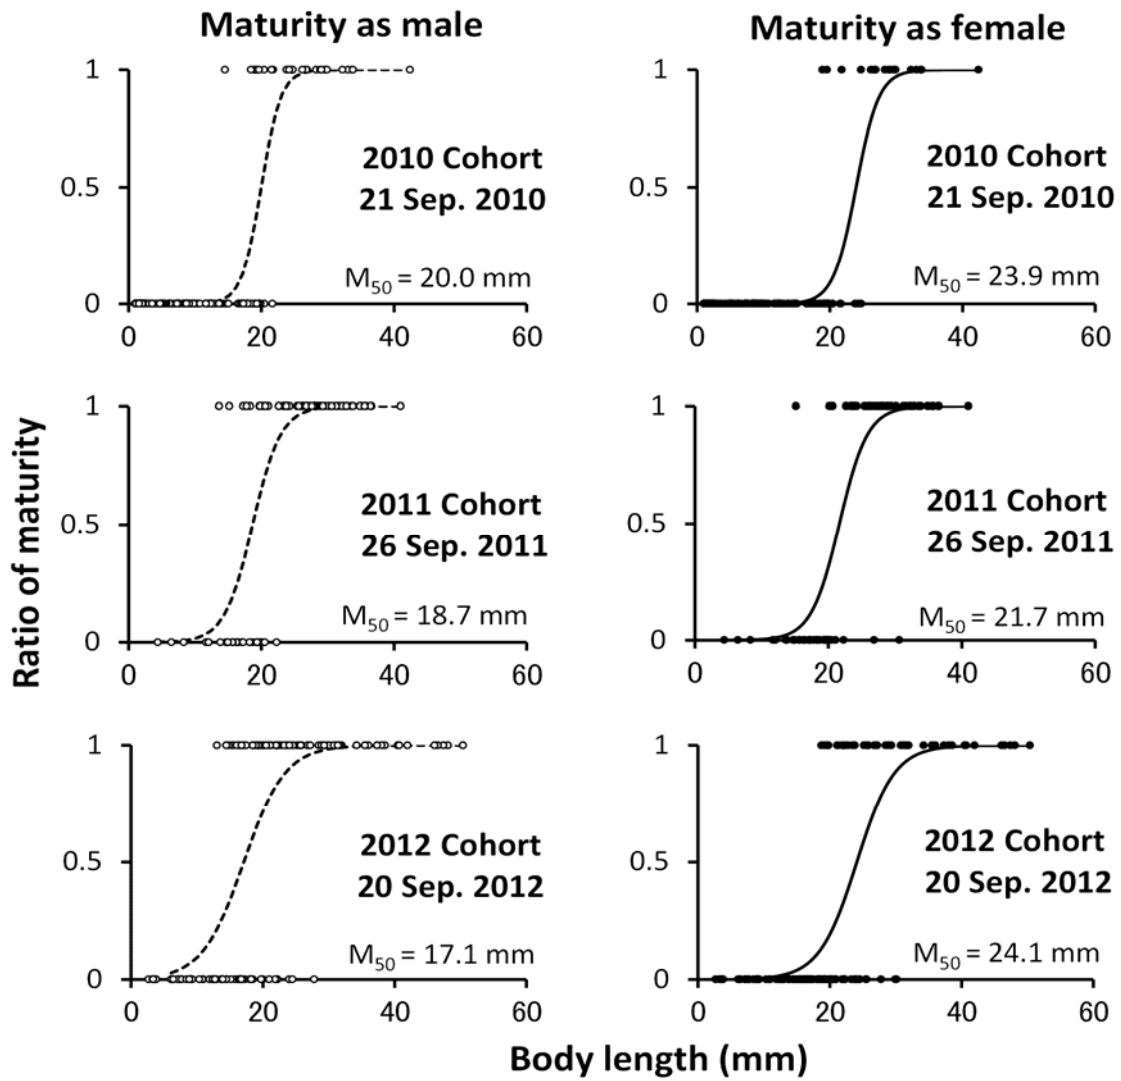 Maturity as male
Maturity as female
1
0.5
0
0 20 40 60
2010 Cohort
21 Sep. 2010
M50 = 20.0 mm
1
0.5
0
0 20 40 60
2010 Cohort
21 Sep. 2010
M50 = 23.9 mm
Ratio of maturity
1
0.5
0
0 20 40 60
2011 Cohort
26 Sep. 2011
M50 = 18.7 mm
1
0.5
0
0 20 40 60
2011 Cohort
26 Sep. 2011
M50 = 21.7 mm
1
0.5
0
0 20 40 60
2012 Cohort
20 Sep. 2012
M50 = 17.1 mm
1
0.5
0
0 20 40 60
2012 Cohort
20 Sep. 2012
M50 = 24.1 mm
Body length (mm)